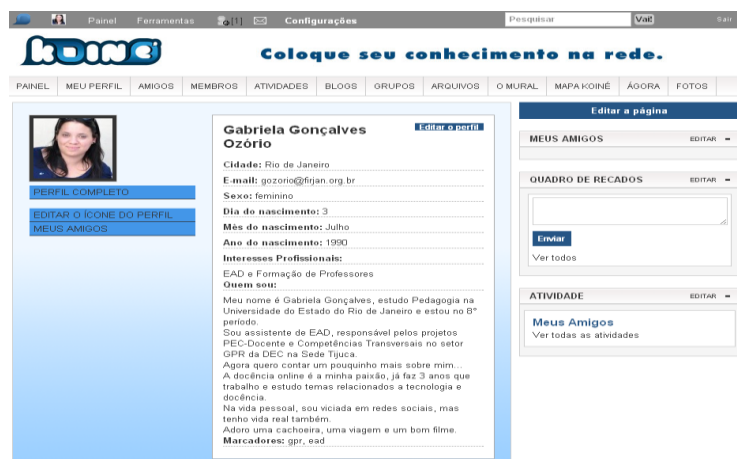 Painel Ferramentas [1] Configurações Pesquisar Vai! Sair
KOINÉ
Coloque seu conhecimento na rede.
PAINEL MEU PERFIL AMIGOS MEMBROS ATIVIDADES BLOGS GRUPOS ARQUIVOS O MURAL MAPA KOINÉ ÁGORA FOTOS
PERFIL COMPLETO
EDITAR O ÍCONE DO PERFIL
MEUS AMIGOS
Gabriela Gonçalves
Ozório
Editar o perfil
Cidade: Rio de Janeiro
E-mail: gozorio@firjan.org.br
Sexo: feminino
Dia do nascimento: 3
Mês do nascimento: Julho
Ano do nascimento: 1990
Interesses Profissionais:
EAD e Formação de Professores
Quem sou:
Meu nome é Gabriela Gonçalves, estudo Pedagogia na
Universidade do Estado do Rio de Janeiro e estou no 8°
período.
Sou assistente de EAD, responsável pelos projetos
PEC-Docente e Competências Transversais no setor
GPR da DEC na Sede Tijuca.
Agora quero contar um pouquinho mais sobre mim...
A docência online é a minha paixão, já faz 3 anos que
trabalho e estudo temas relacionados a tecnologia e
docência.
Na vida pessoal, sou viciada em redes sociais, mas
tenho vida real também.
Adoro uma cachoeira, uma viagem e um bom filme.
Marcadores: gpr, ead
Editar a página
MEUS AMIGOS EDITAR
QUADRO DE RECADOS EDITAR
Enviar
Ver todos
ATIVIDADE EDITAR
Meus Amigos
Ver todas as atividades